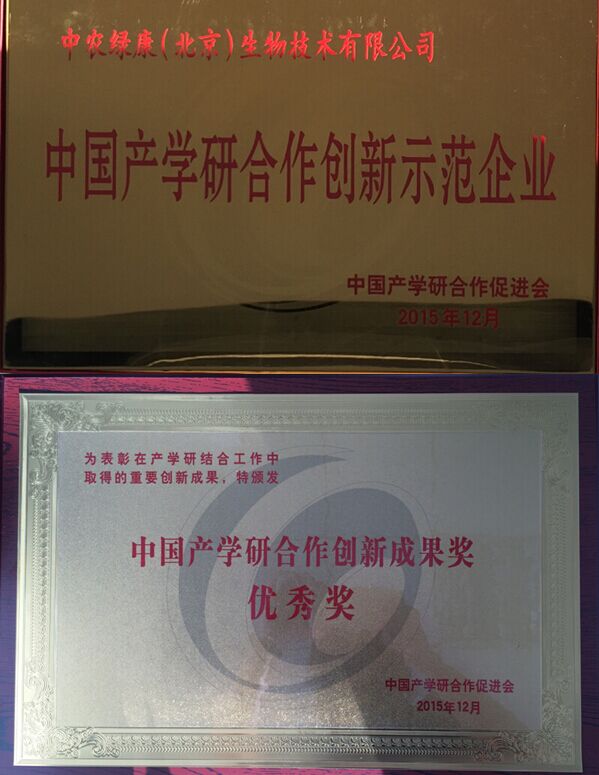 中农绿康(北京)生物技术有限公司
中国产学研合作创新示范企业
中国产学研合作促进会
2015年12月
为表彰在产学研结合工作中
取得的重要创新成果，特颁发
中国产学研合作创新成果奖
优秀奖
中国产学研合作促进会
2015年12月